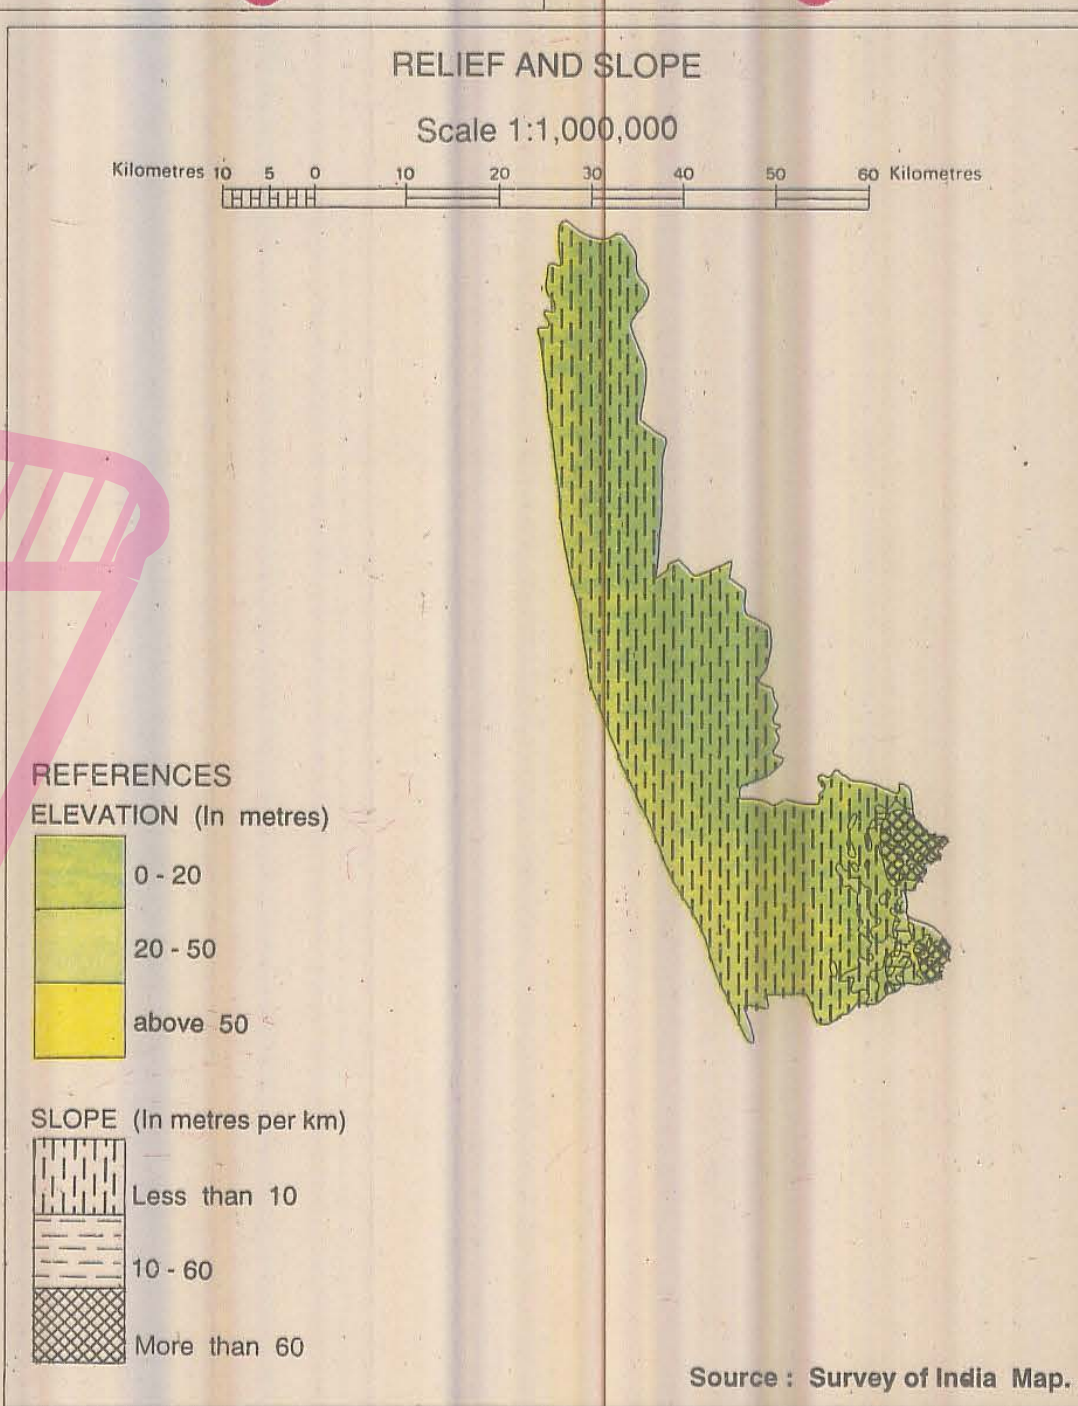 RELIEF AND SLOPE
Scale 1:1,000,000
Kilometres 10 5 0 10 20 30 40 50 60 Kilometres
REFERENCES
ELEVATION (In metres)
0 - 20
20 - 50
above 50
SLOPE (In metres per km)
Less than 10
10 - 60
More than 60
Source : Survey of India Map.